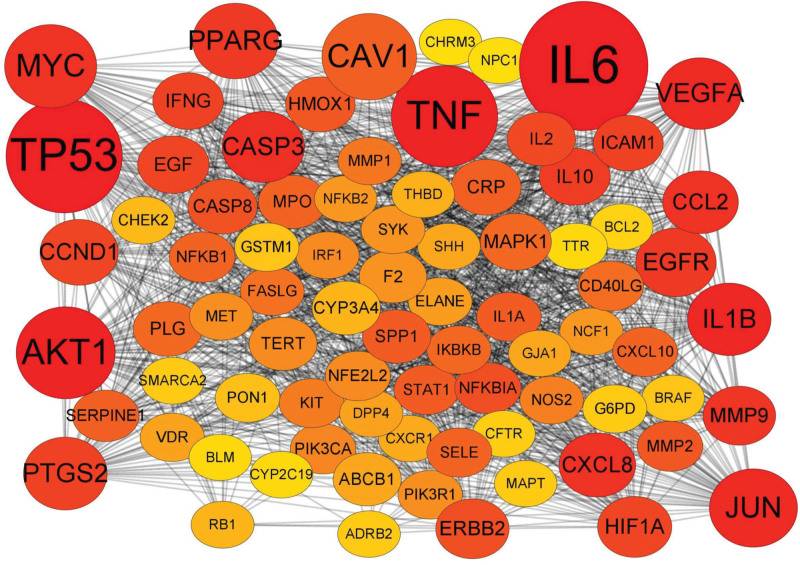 CHRM3
PPARG
MYC
CAV1
NPC1
IL6
VEGFA
IFNG
HMOX1
TNF
TP53
EGF
CASP3
MMP1
IL2
ICAM1
IL10
CHEK2
CASP8
MPO
NFKB2
THBD
CRP
CCL2
CCND1
NFKB1
GSTM1
IRF1
SYK
SHH
MAPK1
TTR
BCL2
EGFR
FASLG
F2
CD40LG
AKT1
PLG
MET
CYP3A4
ELANE
IL1A
IL1B
TERT
SPP1
IKBKB
GJA1
NCF1
CXCL10
SMARCA2
PON1
NFE2L2
STAT1
NFKBIA
NOS2
G6PD
BRAF
SERPINE1
KIT
DPP4
MMP9
VDR
PIK3CA
CXCR1
SELE
CFTR
MMP2
PTGS2
BLM
CYP2C19
ABCB1
MAPT
CXCL8
PIK3R1
JUN
RB1
ADRB2
ERBB2
HIF1A